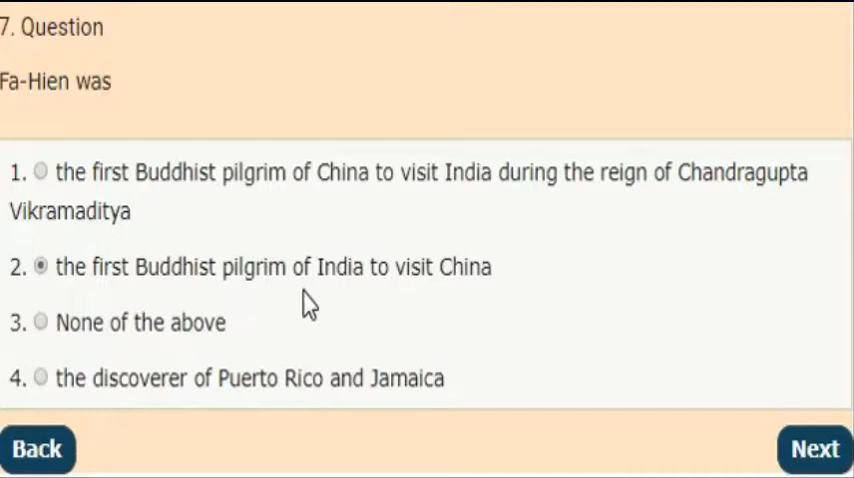 7. Question
Fa-Hien was
1. the first Buddhist pilgrim of China to visit India during the reign of Chandragupta
Vikramaditya
2. the first Buddhist pilgrim of India to visit China
3. None of the above
4. the discoverer of Puerto Rico and Jamaica
Back
Next